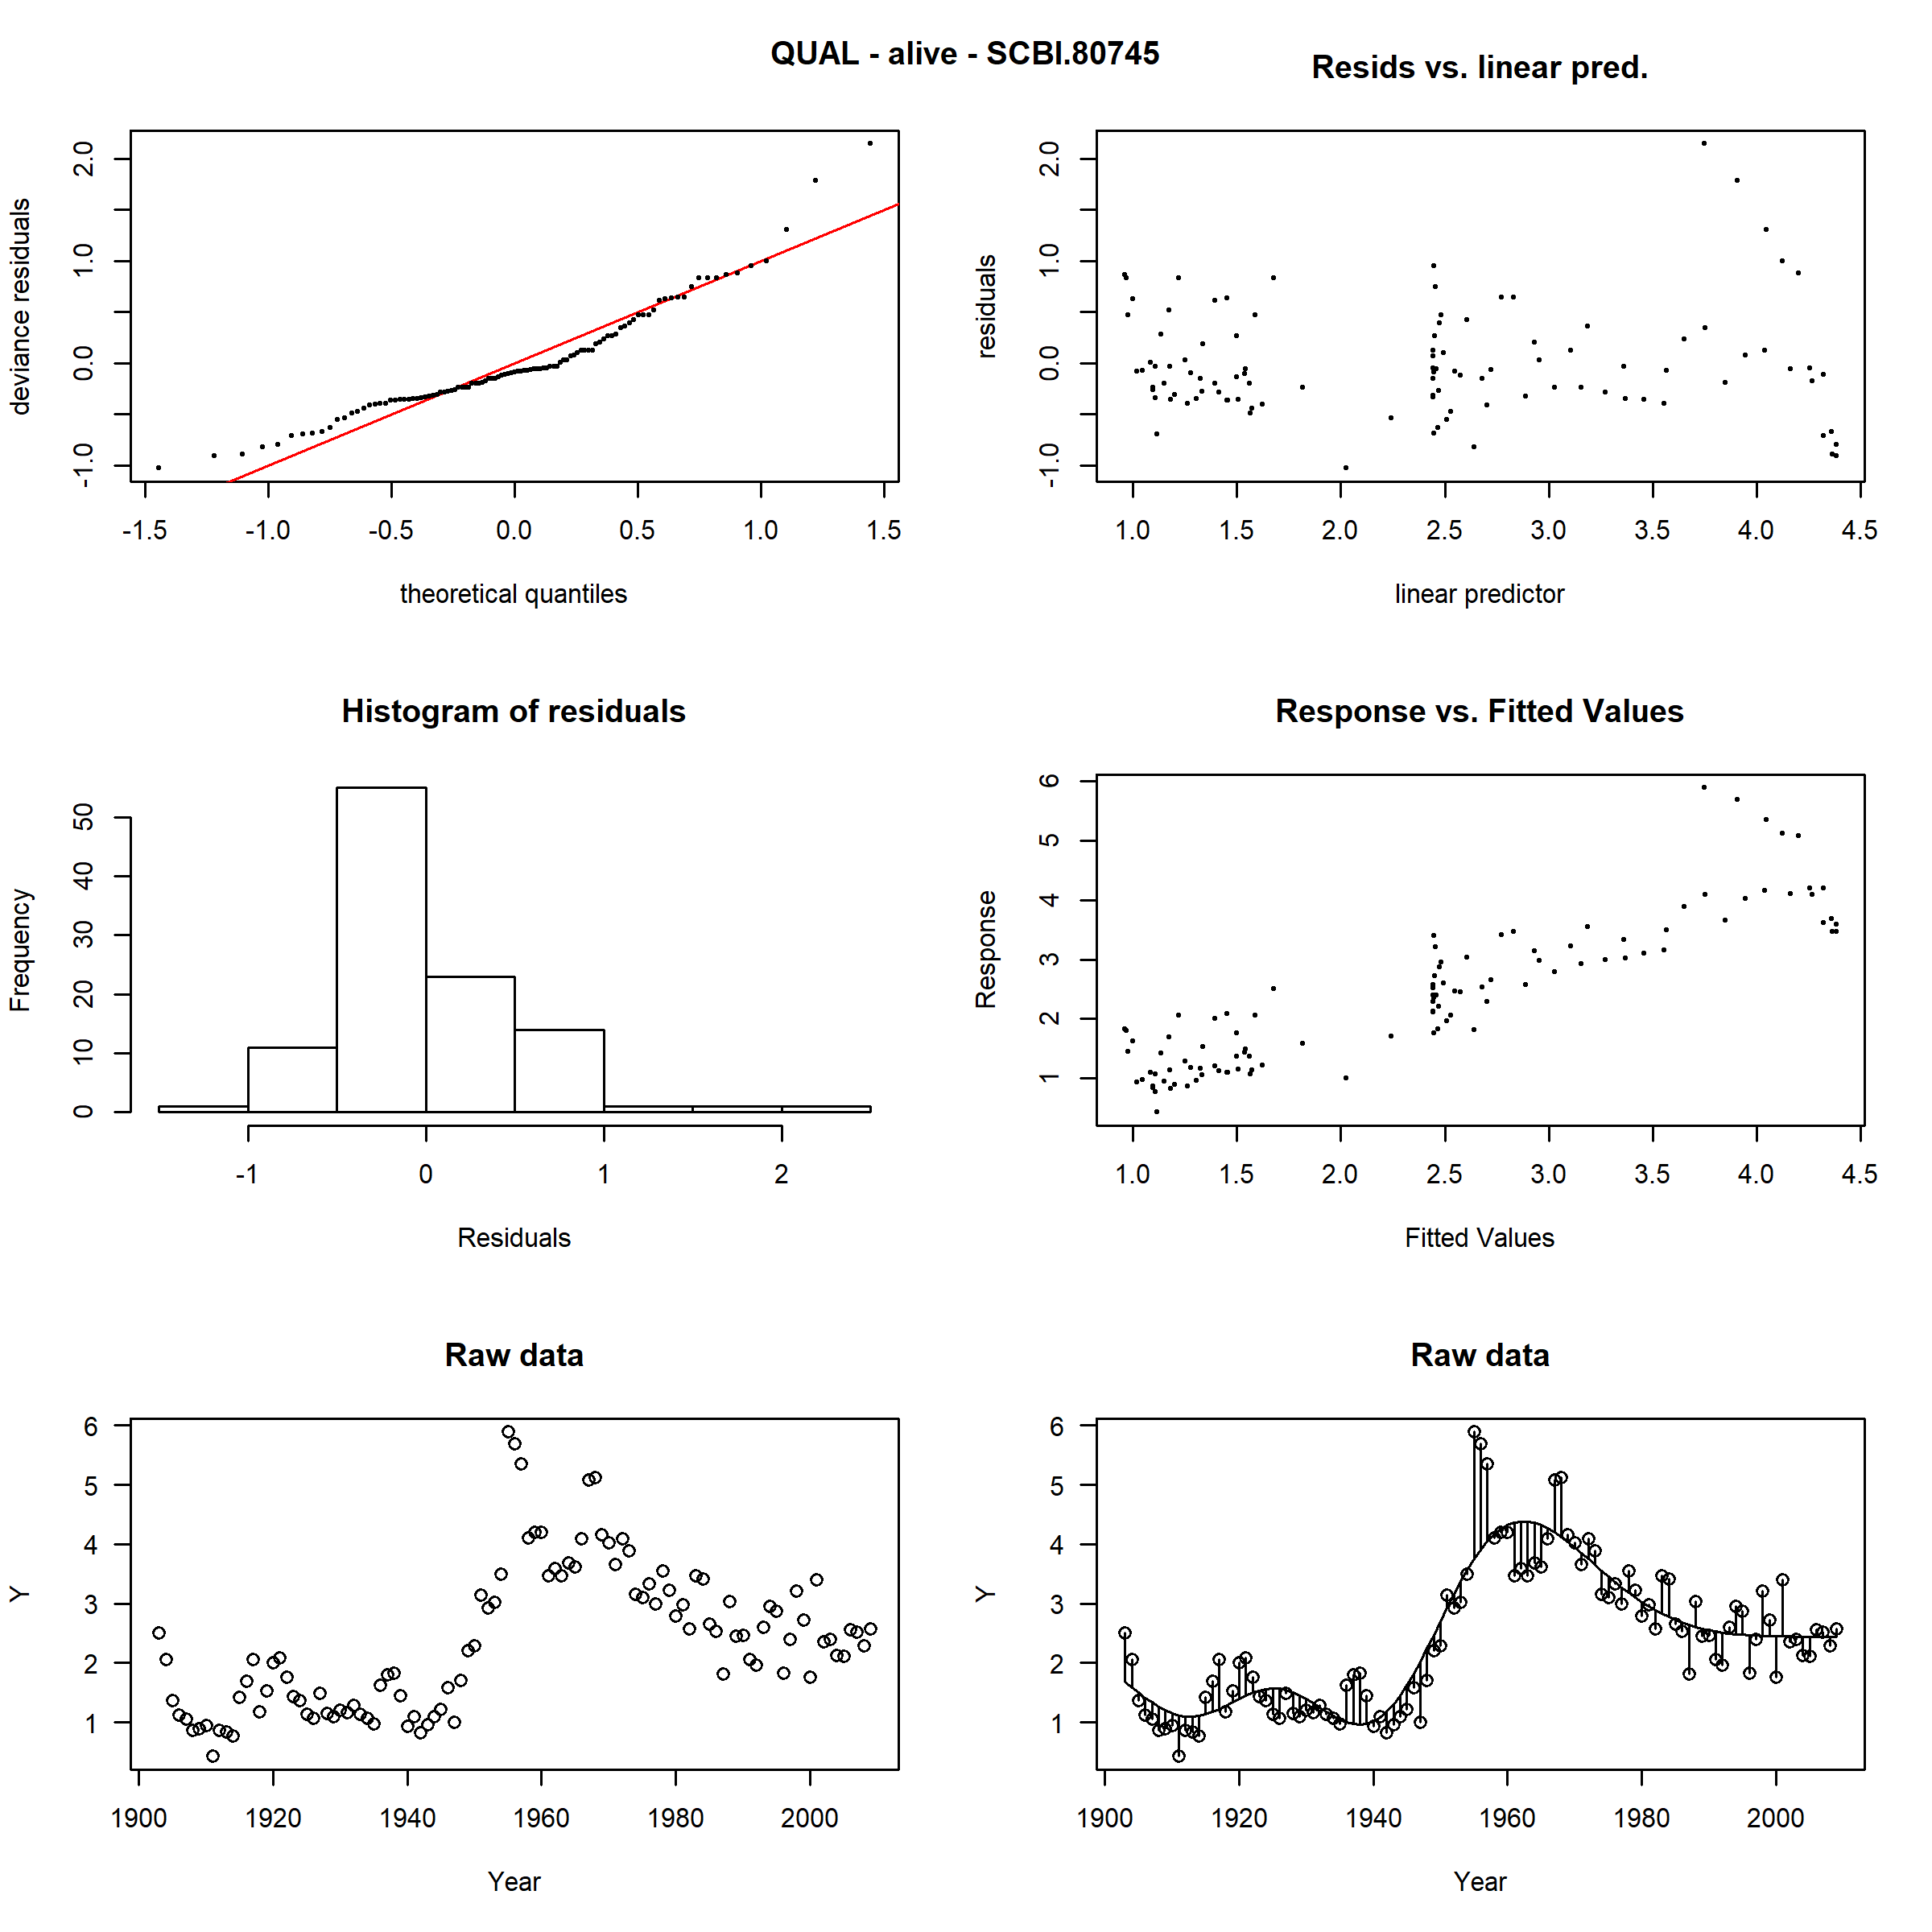 QUAL - alive - SCBI.80745
Resids vs. linear pred.
deviance residuals
-1.0 0.0 1.0 2.0
-1.5 -1.0 -0.5 0.0 0.5 1.0 1.5
theoretical quantiles
residuals
-1.0 0.0 1.0 2.0
1.0 1.5 2.0 2.5 3.0 3.5 4.0 4.5
linear predictor
Histogram of residuals
Frequency
0 10 20 30 40 50
-1 0 1 2
Residuals
Response vs. Fitted Values
Response
1 2 3 4 5 6
1.0 1.5 2.0 2.5 3.0 3.5 4.0 4.5
Fitted Values
Raw data
Y
1 2 3 4 5 6
1900 1920 1940 1960 1980 2000
Year
Raw data
Y
1 2 3 4 5 6
1900 1920 1940 1960 1980 2000
Year